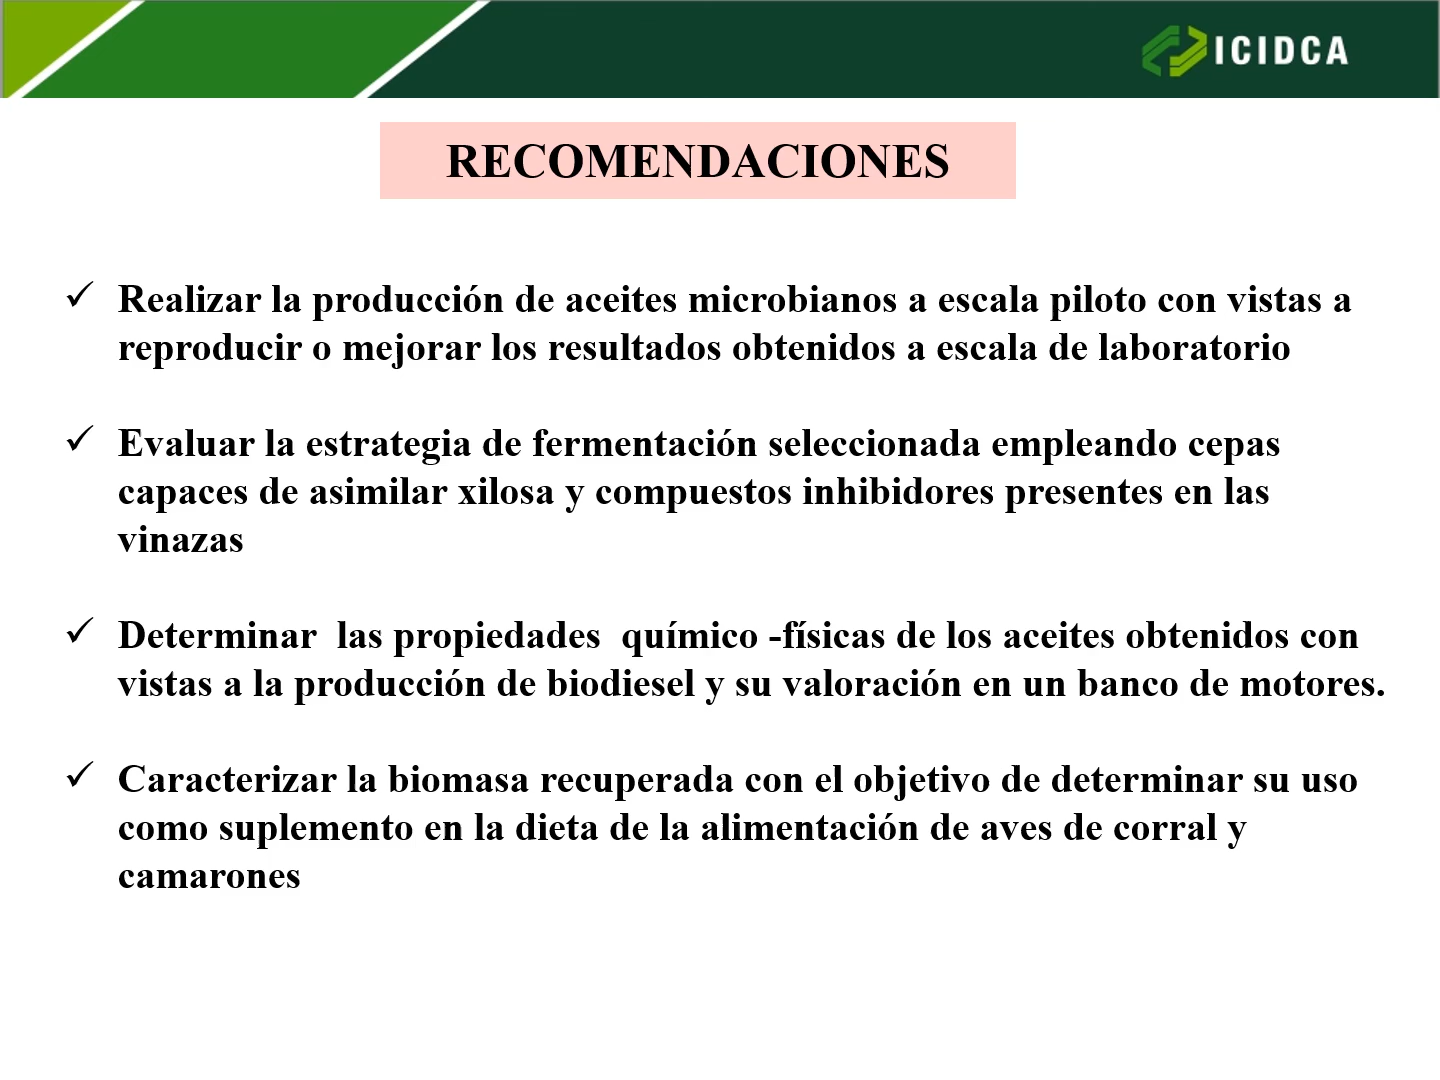 ICIDCA
RECOMENDACIONES
✓ Realizar la producción de aceites microbianos a escala piloto con vistas a
reproducir o mejorar los resultados obtenidos a escala de laboratorio
✓ Evaluar la estrategia de fermentación seleccionada empleando cepas
capaces de asimilar xilosa y compuestos inhibidores presentes en las
vinazas
✓ Determinar  las propiedades  químico -físicas de los aceites obtenidos con
vistas a la producción de biodiesel y su valoración en un banco de motores.
✓ Caracterizar la biomasa recuperada con el objetivo de determinar su uso
como suplemento en la dieta de la alimentación de aves de corral y
camarones